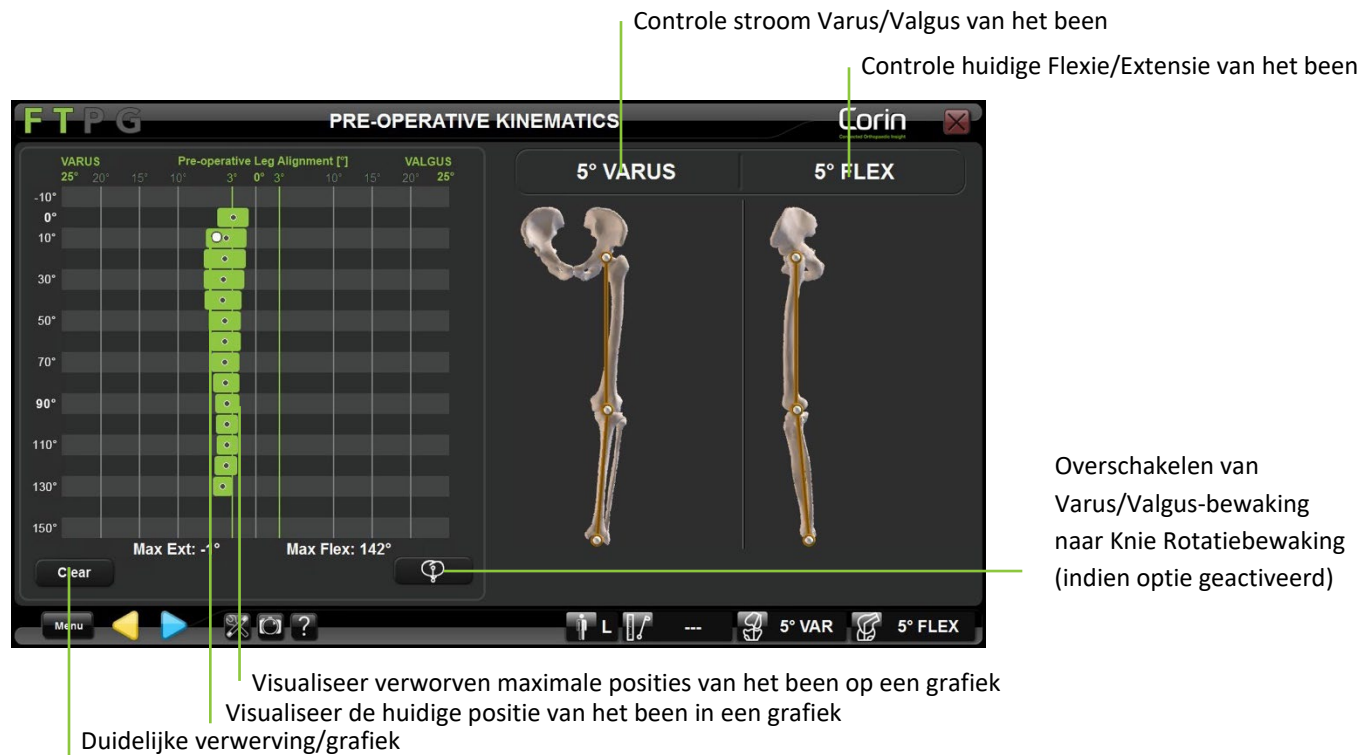 Controle stroom Varus/Valgus van het been
Controle huidige Flexie/Extensie van het been
F T P G
PRE-OPERATIVE KINEMATICS
Corin
Connected Orthopaedic Insight
VARUS
Pre-operative Leg Alignment [°]
VALGUS
25° 20° 15° 10° 3° 0° 3° 10° 15° 20° 25°
5° VARUS
5° FLEX
-10°
0°
10°
30°
50°
70°
90°
110°
130°
150°
Max Ext: -1°
Max Flex: 142°
Clear
Overschakelen van
Varus/Valgus-bewaking
naar Knie Rotatiebewaking
(indien optie geactiveerd)
Menu
?
L
---
5° VAR
5° FLEX
Visualiseer verworven maximale posities van het been op een grafiek
Visualiseer de huidige positie van het been in een grafiek
Duidelijke verwerving/grafiek